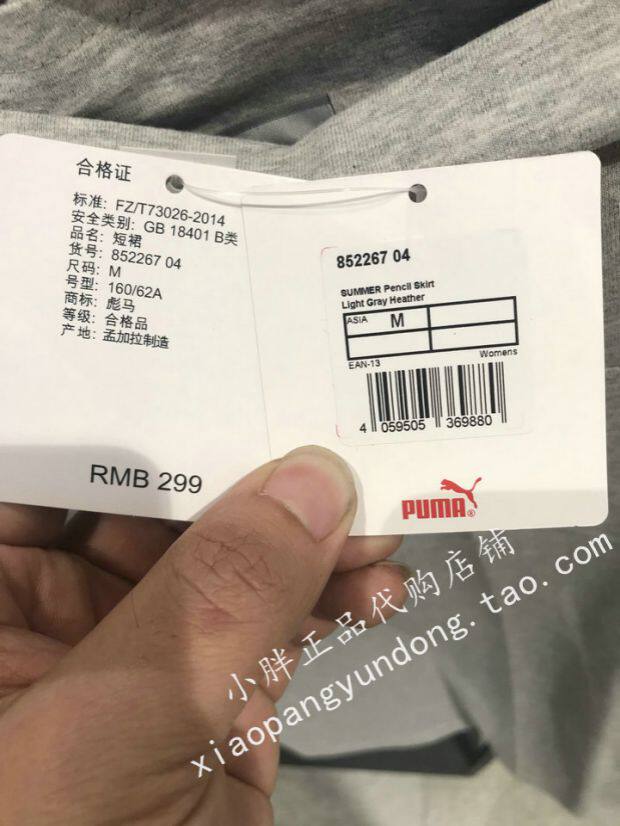 合格证
标准: FZ/T73026-2014
安全类别: GB 18401 B类
品名: 短裙
货号: 852267 04
尺码: M
号型: 160/62A
商标: 彪马
等级: 合格品
产地: 孟加拉制造
RMB 299
852267 04
SUMMER Pencil Skirt
Light Gray Heather
ASIA M
EAN-13 Womens
4 059505 369880
PUMA
小胖正品代购店铺
xiaopangyundong.tao.com